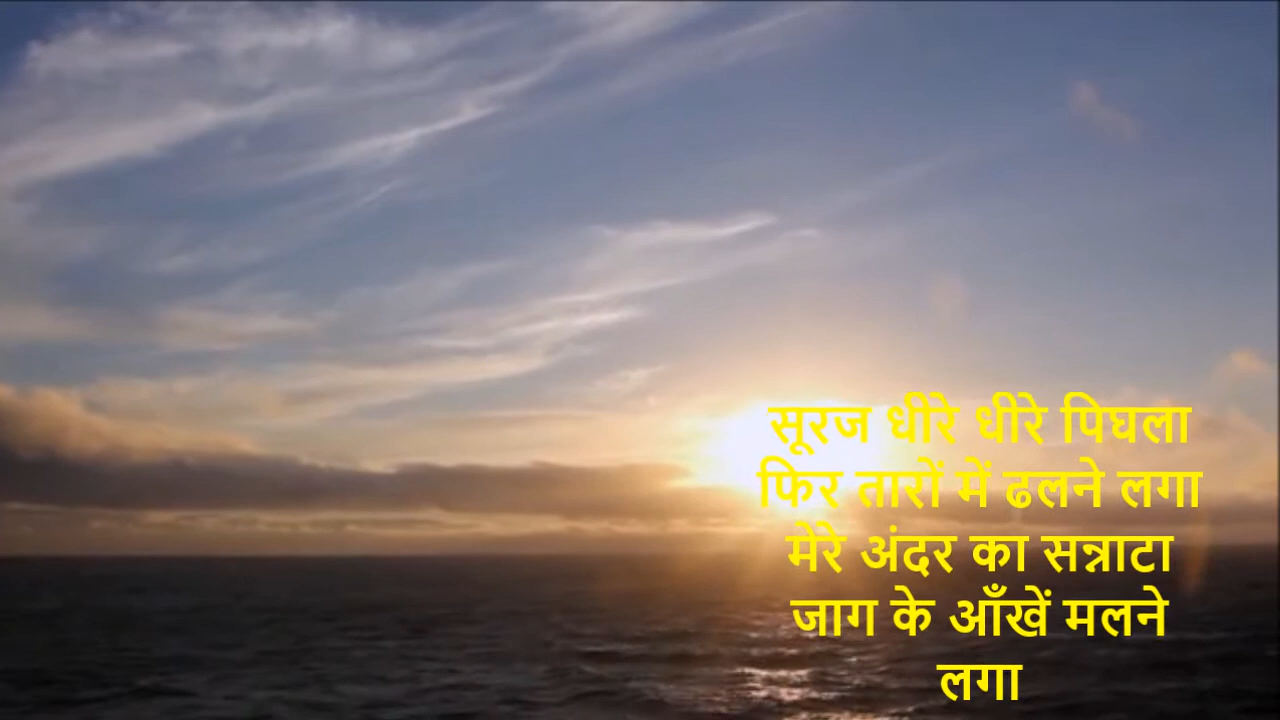 सूरज धीरे धीरे पिघला
फिर तारों में ढलने लगा
मेरे अंदर का सन्नाटा
जाग के आँखें मलने
लगा